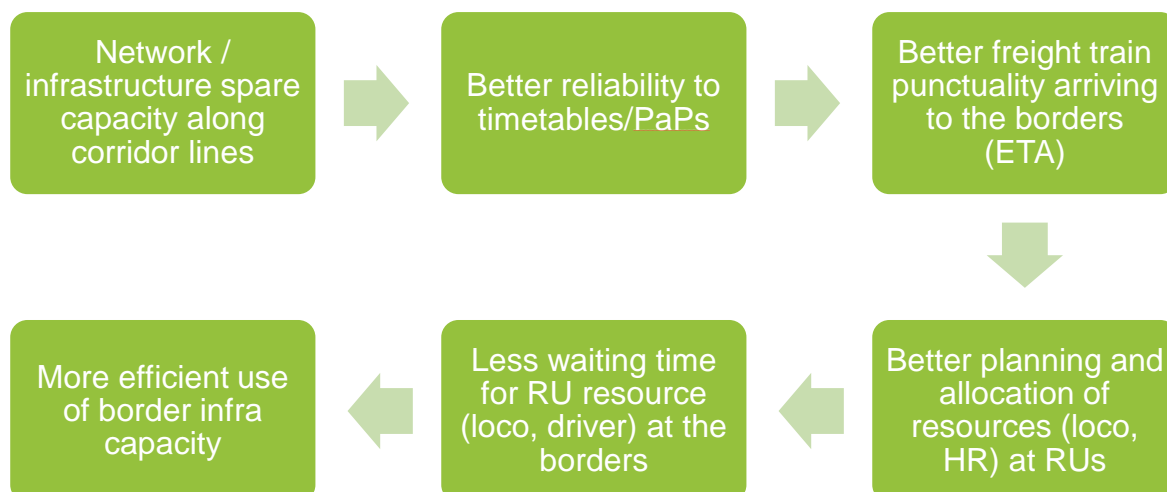 Network /
infrastructure spare
capacity along
corridor lines
Better reliability to
timetables/PaPs
Better freight train
punctuality arriving
to the borders
(ETA)
Better planning and
allocation of
resources (loco,
HR) at RUs
Less waiting time
for RU resource
(loco, driver) at the
borders
More efficient use
of border infra
capacity